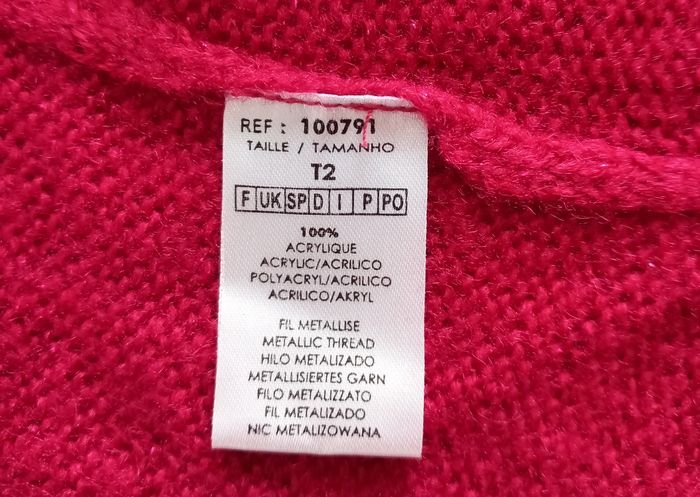 REF : 100791
TAILLE / TAMANHO
T2
F UK SP D I P PO
100%
ACRYLIQUE
ACRYLIC/ACRILICO
POLYACRYL/ACRILICO
ACRILICO/AKRYL
FIL METALLISE
METALLIC THREAD
HILO METALIZADO
METALLISIERTES GARN
FILO METALIZZATO
FIL METALIZADO
NIC METALIZOWANA